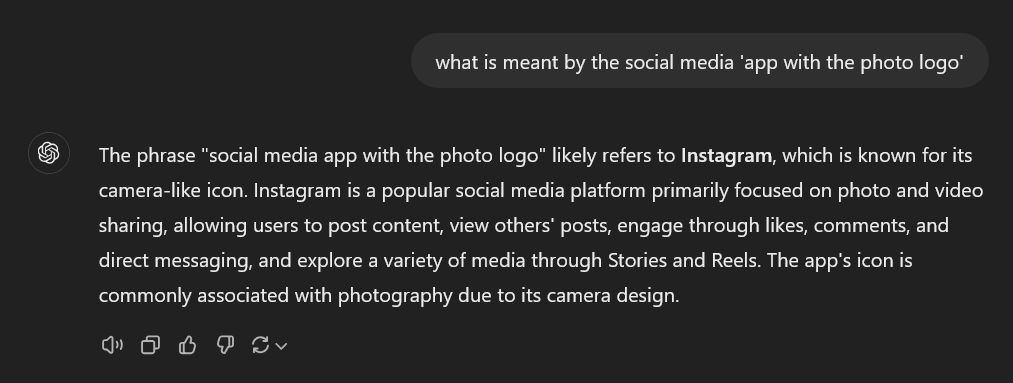 what is meant by the social media 'app with the photo logo'
The phrase "social media app with the photo logo" likely refers to Instagram, which is known for its
camera-like icon. Instagram is a popular social media platform primarily focused on photo and video
sharing, allowing users to post content, view others' posts, engage through likes, comments, and
direct messaging, and explore a variety of media through Stories and Reels. The app's icon is
commonly associated with photography due to its camera design.